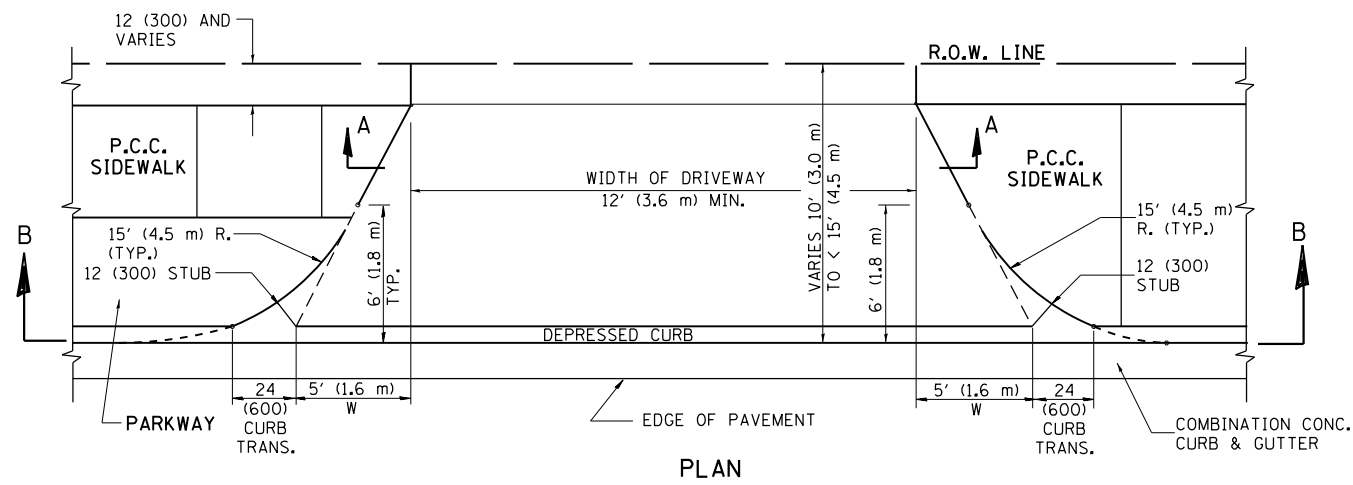 12 (300) AND
VARIES
R.O.W. LINE
A
A
P.C.C.
SIDEWALK
P.C.C.
SIDEWALK
WIDTH OF DRIVEWAY
12' (3.6 m) MIN.
VARIES 10' (3.0 m)
TO < 15' (4.5 m)
15' (4.5 m) R.
(TYP.)
12 (300) STUB
6' (1.8 m)
TYP.
6' (1.8 m)
15' (4.5 m)
R. (TYP.)
12 (300)
STUB
B
B
DEPRESSED CURB
24
(600)
CURB
TRANS.
5' (1.6 m)
W
5' (1.6 m)
W
24
(600)
CURB
TRANS.
PARKWAY
EDGE OF PAVEMENT
COMBINATION CONC.
CURB & GUTTER
PLAN